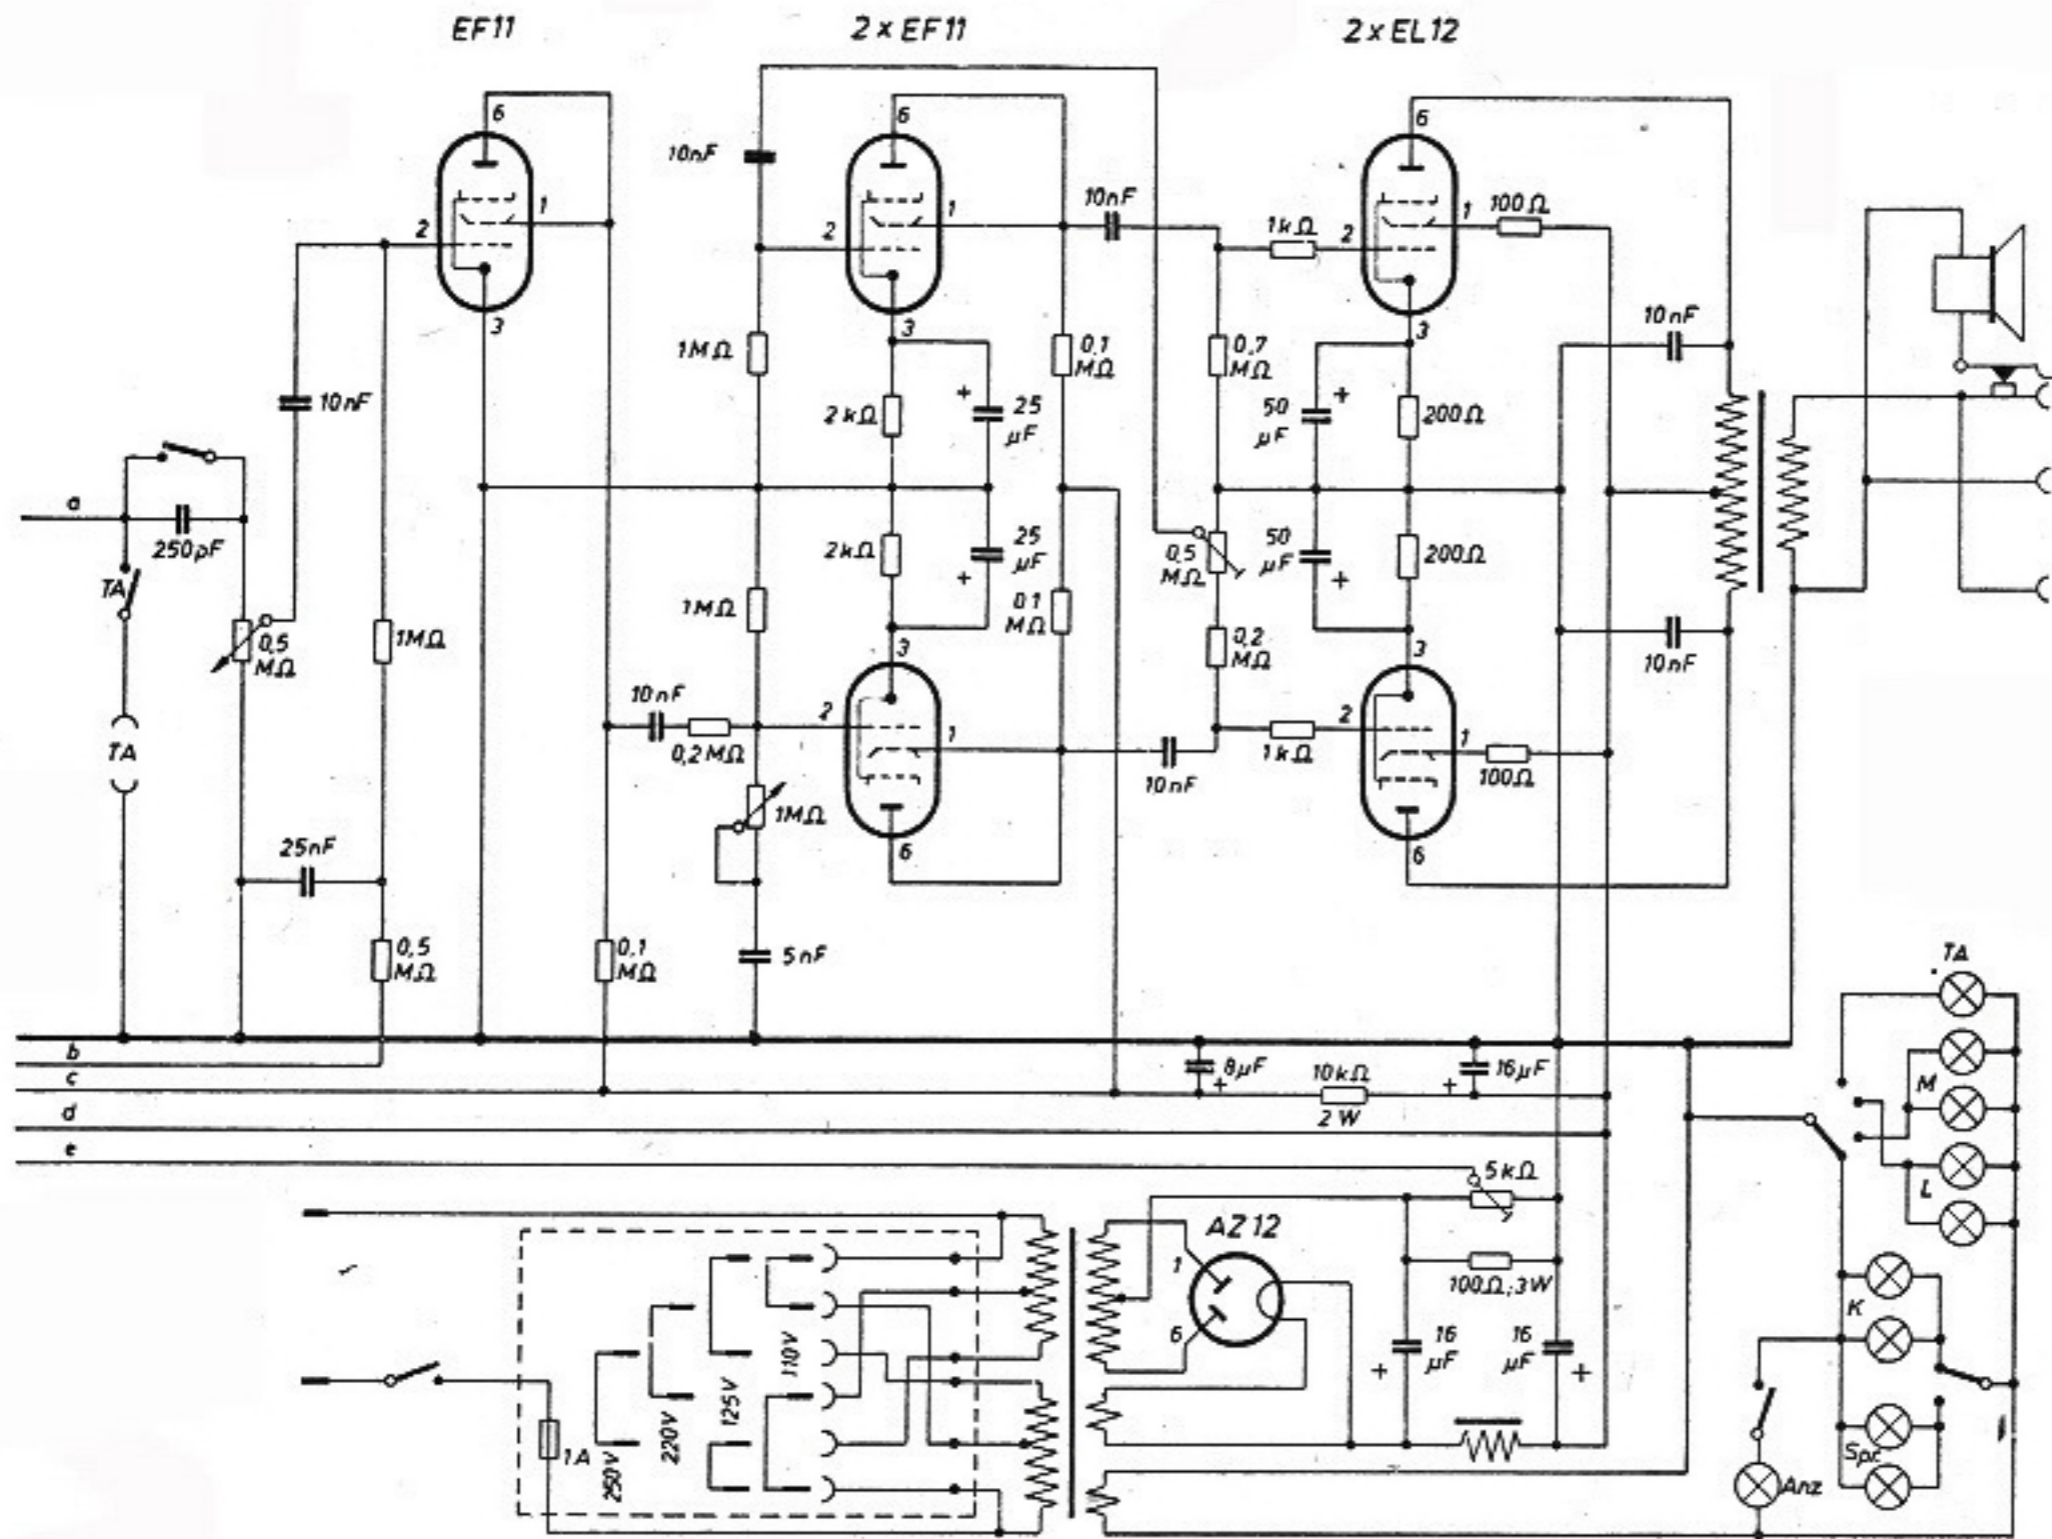 EF11
2 x EF11
2 x EL12
6
6
6
10nF
1
2
1
10nF
2
1
100Ω
1kΩ
2
3
3
3
10nF
1MΩ
0,1
MΩ
0,7
MΩ
10nF
2kΩ
+
25
µF
50
µF
+
200Ω
a
250pF
2kΩ
25
µF
+
0,5
MΩ
50
µF
+
200Ω
TA
0,5
MΩ
1MΩ
1MΩ
0,1
MΩ
0,2
MΩ
3
3
10nF
10nF
0,2MΩ
2
1
10nF
1kΩ
2
1
100Ω
TA
1MΩ
6
6
25nF
0,5
MΩ
0,1
MΩ
5nF
TA
b
c
d
e
8µF
+
10kΩ
2W
+
16µF
M
L
5kΩ
AZ12
1
6
100Ω;3W
16
µF
+
16
µF
+
K
110V
125V
220V
250V
1A
Spr.
Anz